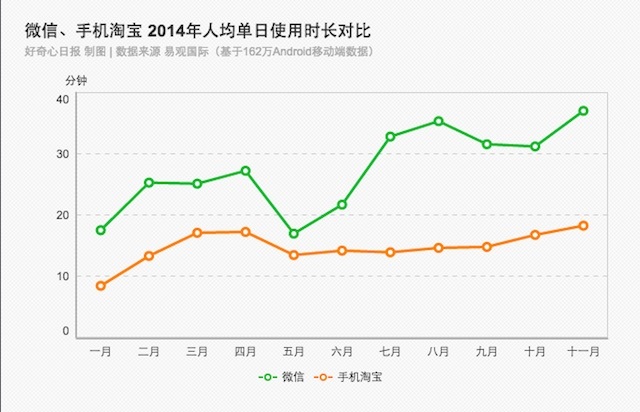 微信、手机淘宝 2014年人均单日使用时长对比
好奇心日报 制图 | 数据来源 易观国际（基于162万Android移动端数据）
分钟
40
30
20
10
0
一月 二月 三月 四月 五月 六月 七月 八月 九月 十月 十一月
微信 手机淘宝